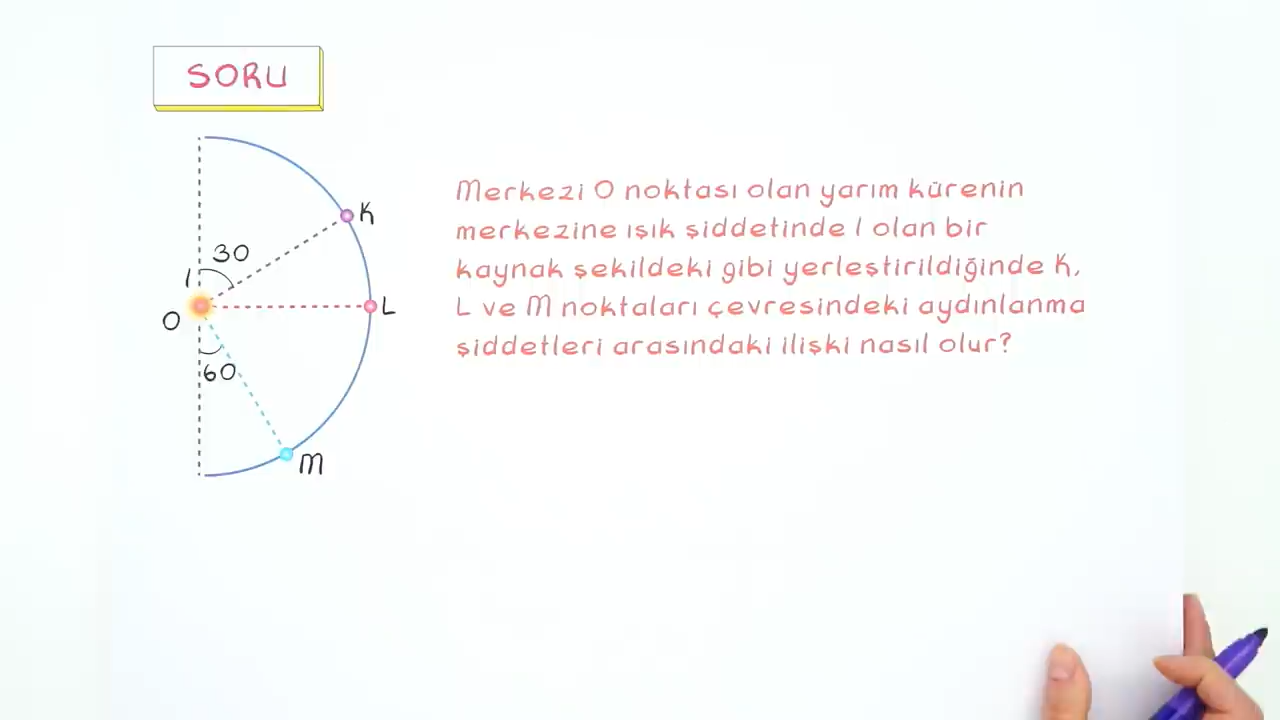 SORU
K
30
I
L
O
60
M
Merkezi O noktası olan yarım kürenin
merkezine ışık şiddetinde I olan bir
kaynak şekildeki gibi yerleştirildiğinde K,
L ve M noktaları çevresindeki aydınlanma
şiddetleri arasındaki ilişki nasıl olur?